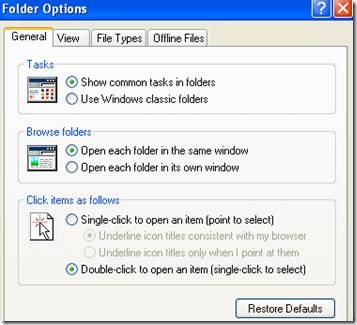 Folder Options
General View File Types Offline Files
Tasks
Show common tasks in folders
Use Windows classic folders
Browse folders
Open each folder in the same window
Open each folder in its own window
Click items as follows
Single-click to open an item (point to select)
Underline icon titles consistent with my browser
Underline icon titles only when I point at them
Double-click to open an item (single-click to select)
Restore Defaults